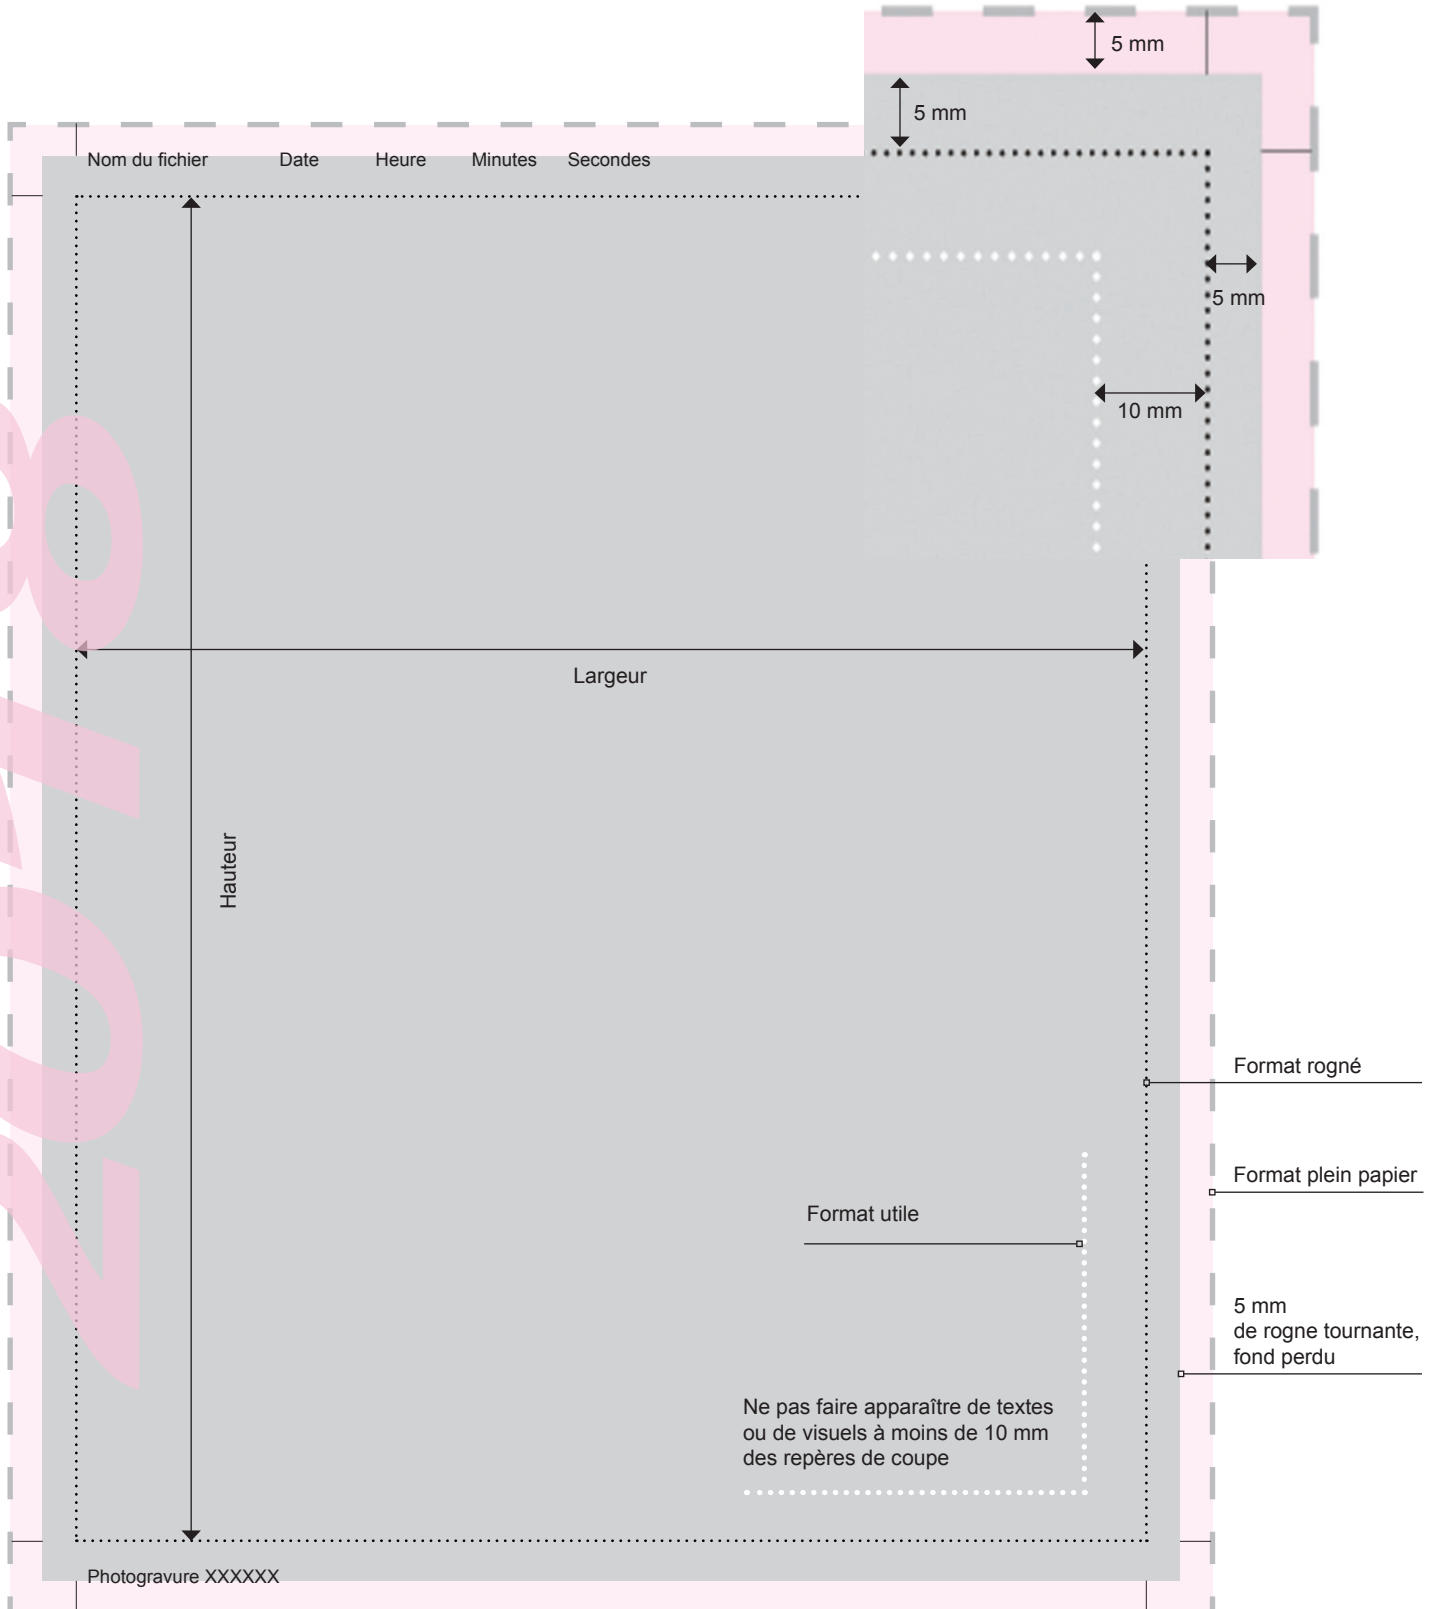 5 mm
5 mm
Nom du fichier Date Heure Minutes Secondes
5 mm
10 mm
2018
Largeur
Hauteur
Format rogné
Format plein papier
Format utile
5 mm
de rogne tournante,
fond perdu
Ne pas faire apparaître de textes
ou de visuels à moins de 10 mm
des repères de coupe
Photogravure XXXXXX